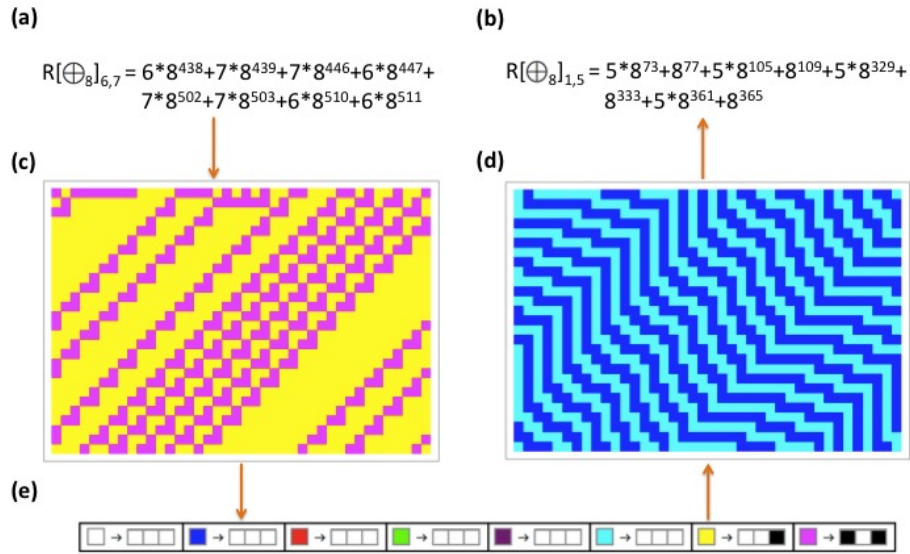 (a)
R[⨁₈]₆,₇ = 6*8⁴³⁸+7*8⁴³⁹+7*8⁴⁴⁶+6*8⁴⁴⁷+
7*8⁵⁰²+7*8⁵⁰³+6*8⁵¹⁰+6*8⁵¹¹
(b)
R[⨁₈]₁,₅ = 5*8⁷³+8⁷⁷+5*8¹⁰⁵+8¹⁰⁹+5*8³²⁹+
8³³³+5*8³⁶¹+8³⁶⁵
(c)
(d)
(e)